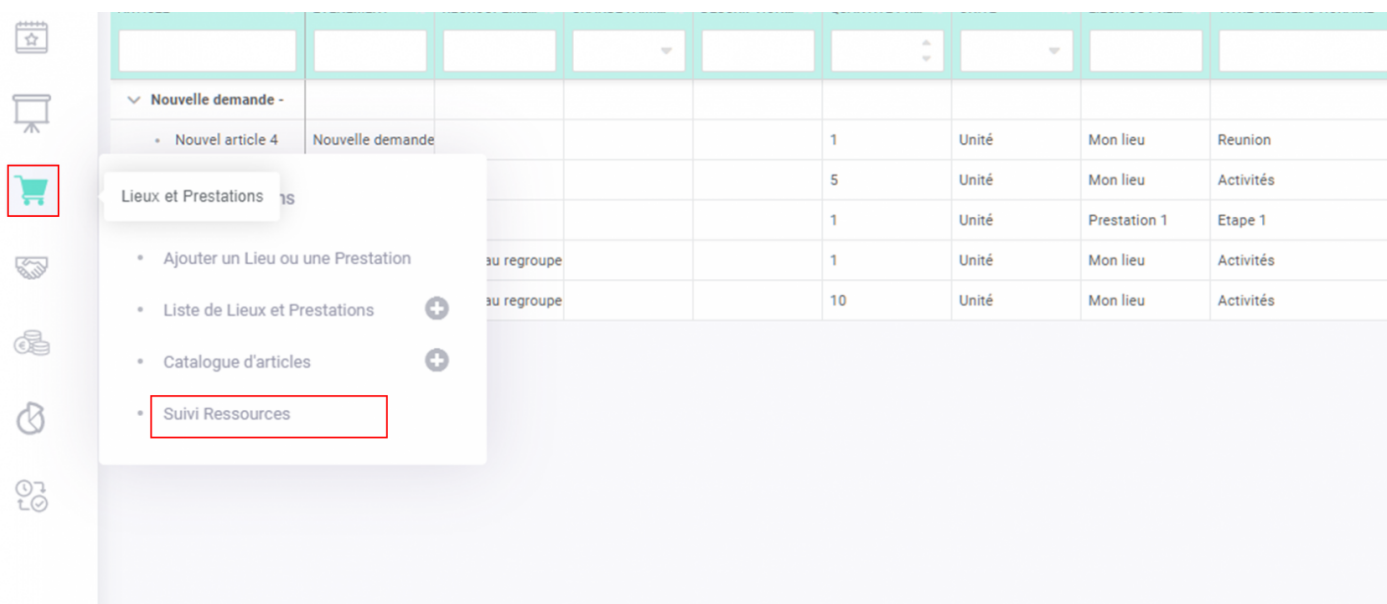 Nouvelle demande -
Nouvel article 4 Nouvelle demande 1 Unité Mon lieu Reunion
5 Unité Mon lieu Activités
Lieux et Prestations ns
1 Unité Prestation 1 Etape 1
Ajouter un Lieu ou une Prestation au regroupe 1 Unité Mon lieu Activités
Liste de Lieux et Prestations au regroupe 10 Unité Mon lieu Activités
Catalogue d'articles
Suivi Ressources